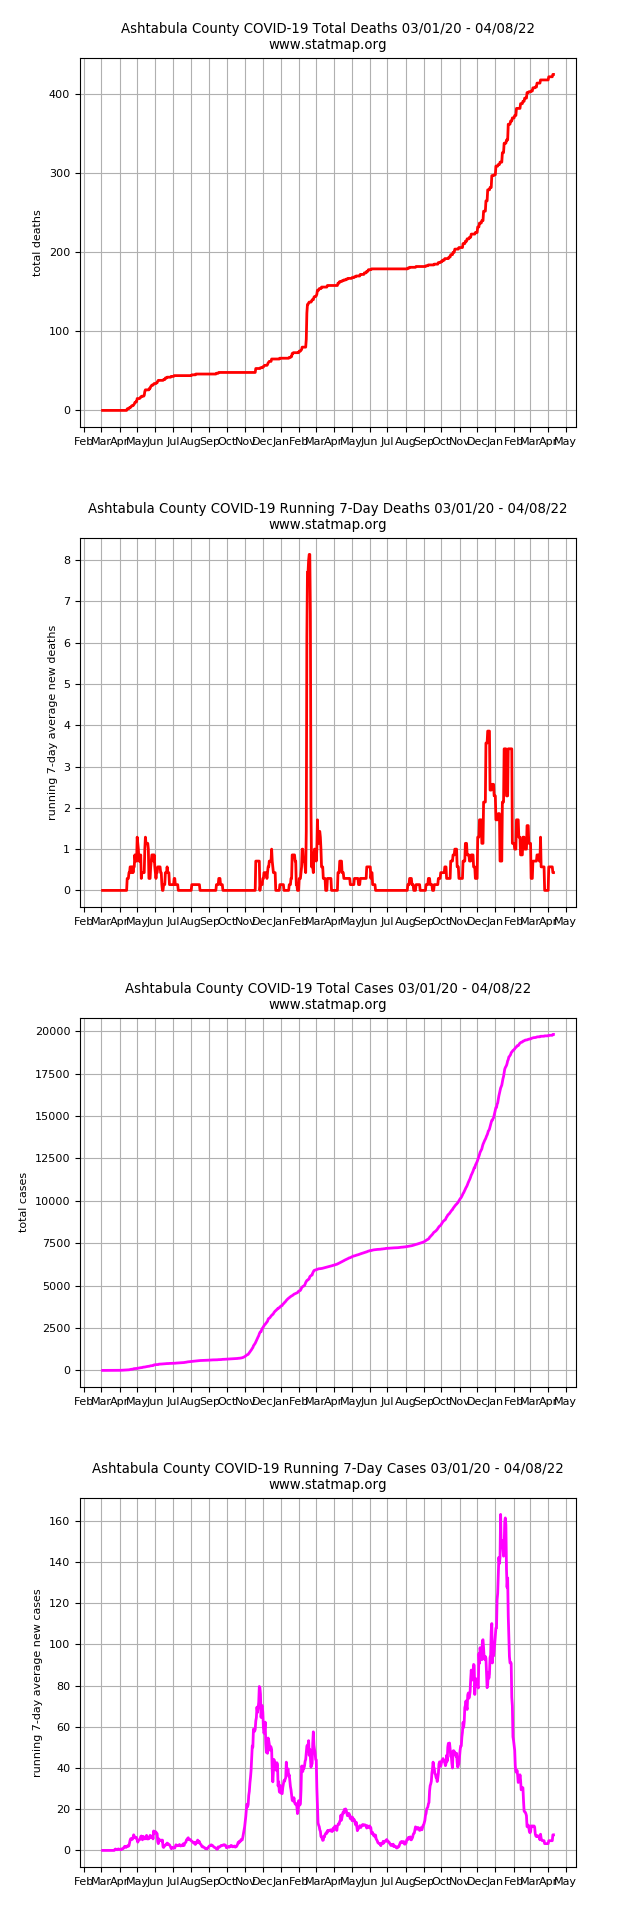 Ashtabula County COVID-19 Total Deaths 03/01/20 - 04/08/22
www.statmap.org
400
300
200
100
0
total deaths
Feb Mar Apr May Jun Jul Aug Sep Oct Nov Dec Jan Feb Mar Apr May Jun Jul Aug Sep Oct Nov Dec Jan Feb Mar Apr May
Ashtabula County COVID-19 Running 7-Day Deaths 03/01/20 - 04/08/22
www.statmap.org
8
7
6
5
4
3
2
1
0
running 7-day average new deaths
Feb Mar Apr May Jun Jul Aug Sep Oct Nov Dec Jan Feb Mar Apr May Jun Jul Aug Sep Oct Nov Dec Jan Feb Mar Apr May
Ashtabula County COVID-19 Total Cases 03/01/20 - 04/08/22
www.statmap.org
20000
17500
15000
12500
10000
7500
5000
2500
0
total cases
Feb Mar Apr May Jun Jul Aug Sep Oct Nov Dec Jan Feb Mar Apr May Jun Jul Aug Sep Oct Nov Dec Jan Feb Mar Apr May
Ashtabula County COVID-19 Running 7-Day Cases 03/01/20 - 04/08/22
www.statmap.org
160
140
120
100
80
60
40
20
0
running 7-day average new cases
Feb Mar Apr May Jun Jul Aug Sep Oct Nov Dec Jan Feb Mar Apr May Jun Jul Aug Sep Oct Nov Dec Jan Feb Mar Apr May